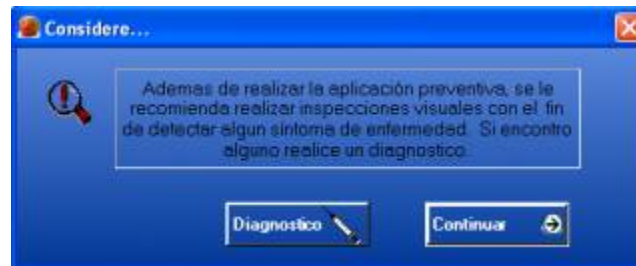 Considere...
Ademas de realizar la aplicación preventiva, se le
recomienda realizar inspecciones visuales con el fin
de detectar algun sintoma de enfermedad. Si encontro
alguno realice un diagnostico.
Diagnostico
Continuar